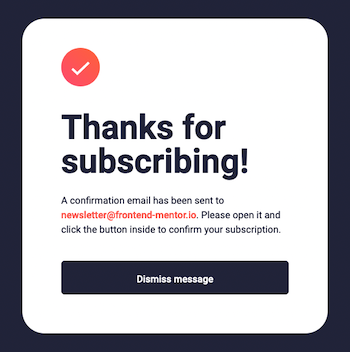 Thanks for
subscribing!
A confirmation email has been sent to
newsletter@frontend-mentor.io. Please open it and
click the button inside to confirm your subscription.
Dismiss message